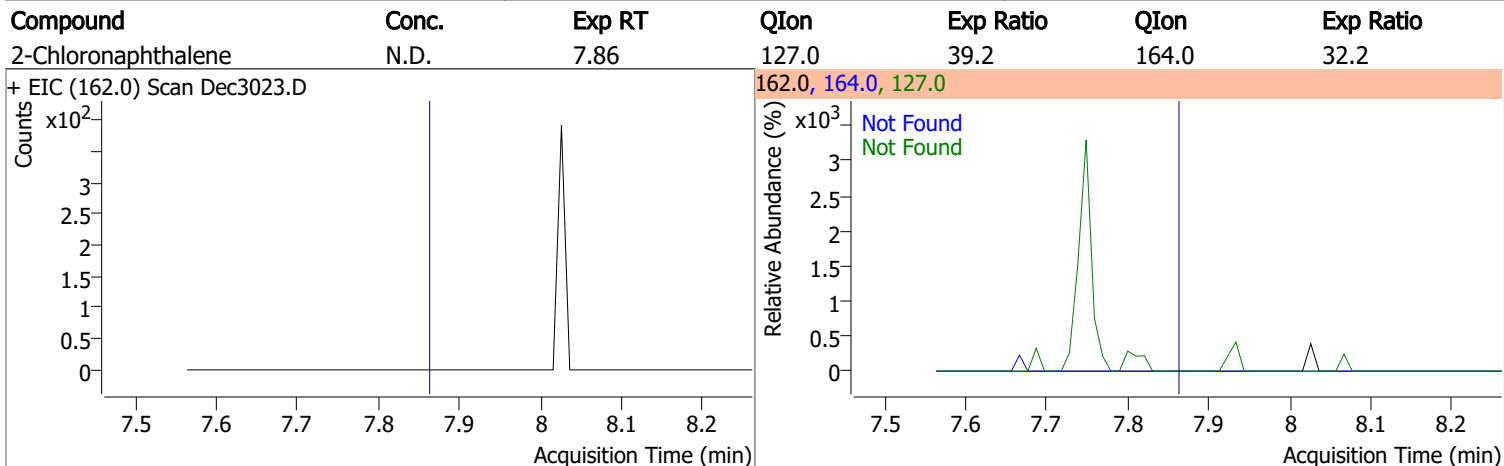 Compound Conc. Exp RT QIon Exp Ratio QIon Exp Ratio
2-Chloronaphthalene N.D. 7.86 127.0 39.2 164.0 32.2
+ EIC (162.0) Scan Dec3023.D
Counts
x10²
3
2.5
2
1.5
1
0.5
0
7.5 7.6 7.7 7.8 7.9 8 8.1 8.2
Acquisition Time (min)
162.0, 164.0, 127.0
Relative Abundance (%)
x10³
Not Found
Not Found
3
2.5
2
1.5
1
0.5
0
7.5 7.6 7.7 7.8 7.9 8 8.1 8.2
Acquisition Time (min)